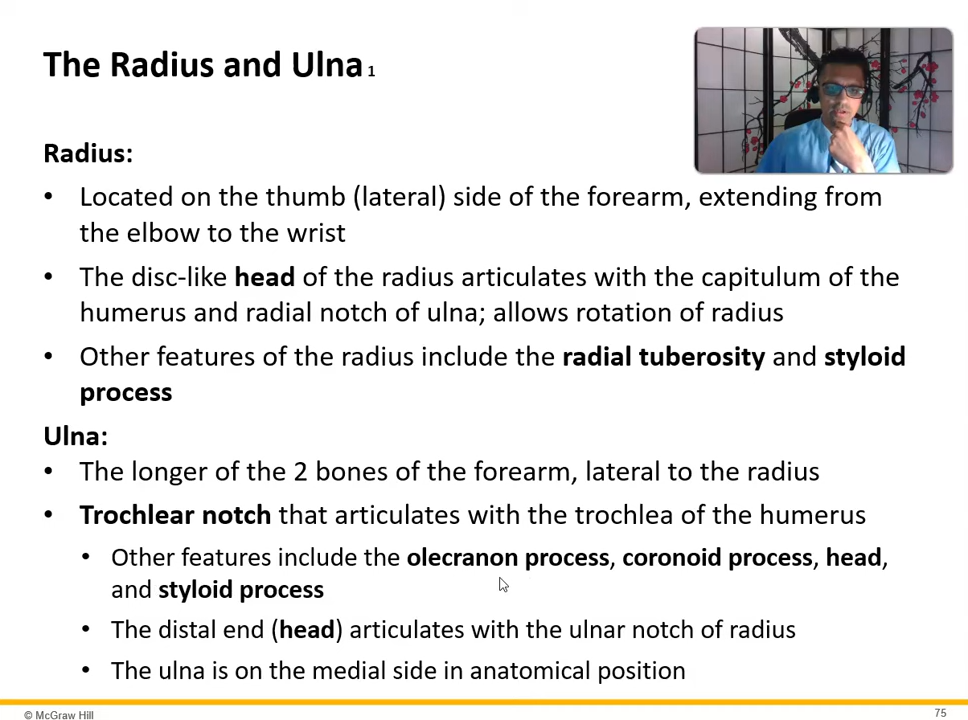 The Radius and Ulna 1
Radius:
• Located on the thumb (lateral) side of the forearm, extending from
the elbow to the wrist
• The disc-like head of the radius articulates with the capitulum of the
humerus and radial notch of ulna; allows rotation of radius
• Other features of the radius include the radial tuberosity and styloid
process
Ulna:
• The longer of the 2 bones of the forearm, lateral to the radius
• Trochlear notch that articulates with the trochlea of the humerus
• Other features include the olecranon process, coronoid process, head,
and styloid process
• The distal end (head) articulates with the ulnar notch of radius
• The ulna is on the medial side in anatomical position
© McGraw Hill
75